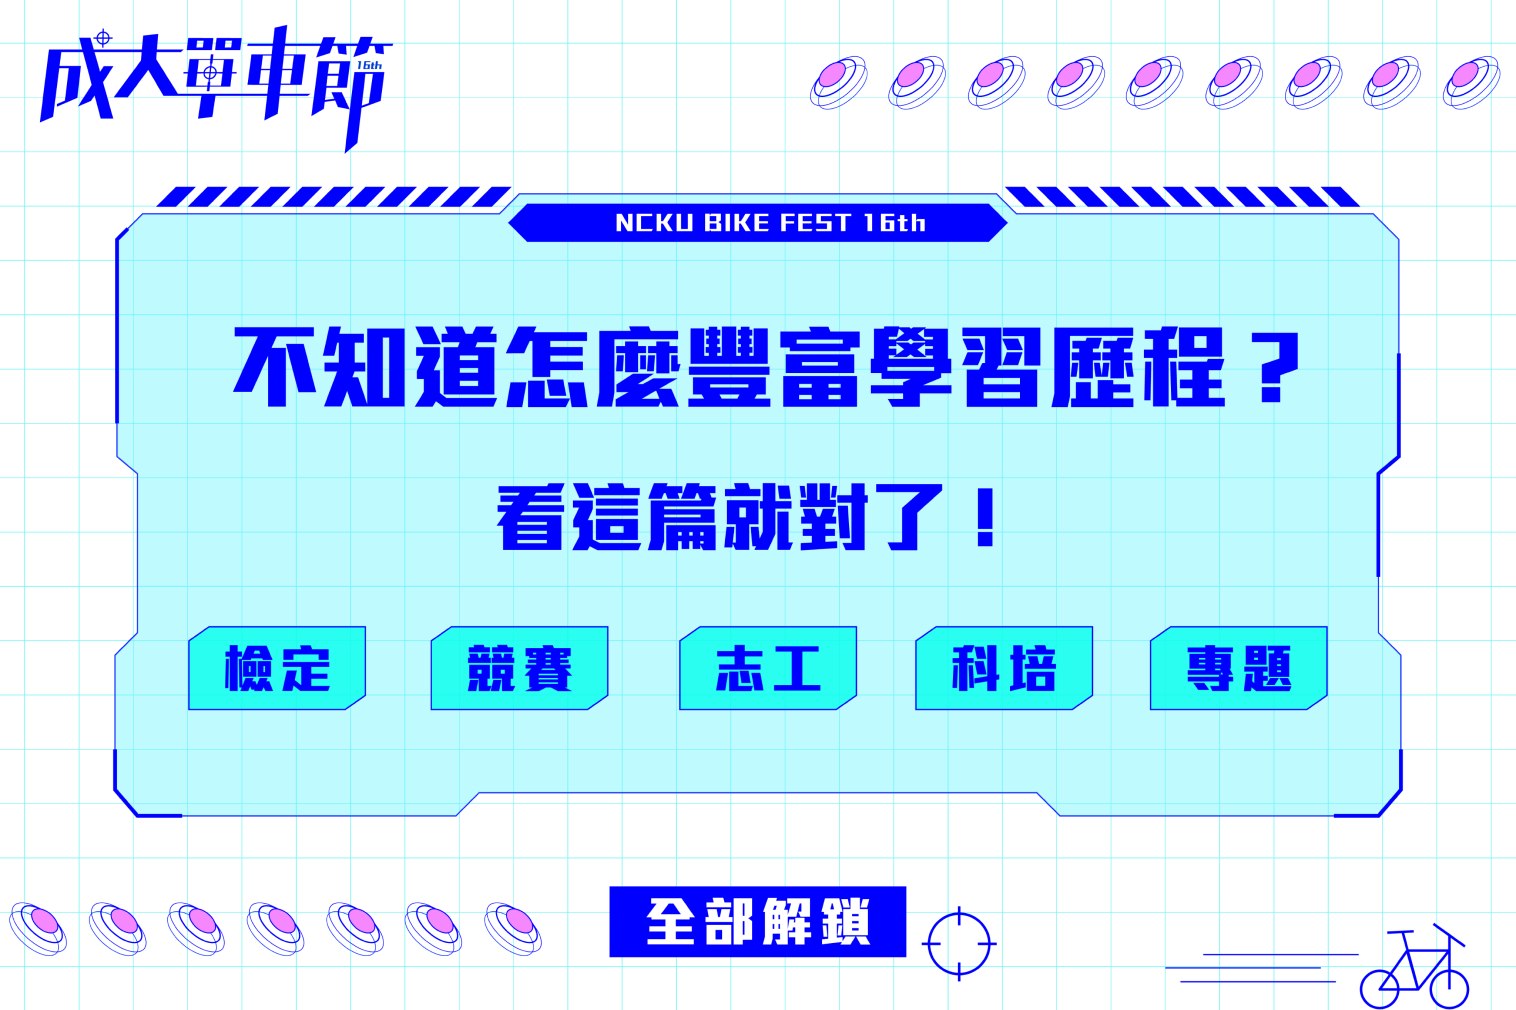 成大單車節
16th
NCKU BIKE FEST 16th
不知道怎麼豐富學習歷程？
看這篇就對了！
檢定
競賽
志工
科培
專題
全部解鎖